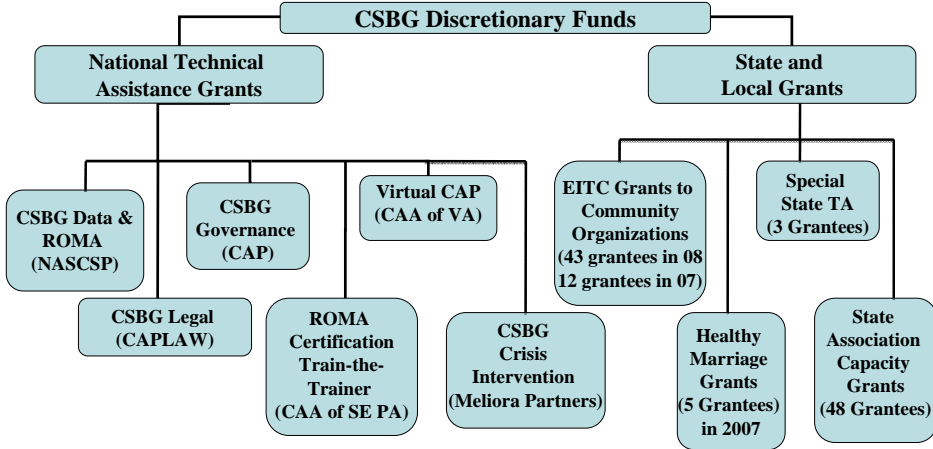 CSBG Discretionary Funds
National Technical
Assistance Grants
State and
Local Grants
CSBG Data &
ROMA
(NASCSP)
CSBG Legal
(CAPLAW)
CSBG
Governance
(CAP)
ROMA
Certification
Train-the-
Trainer
(CAA of SE PA)
Virtual CAP
(CAA of VA)
CSBG
Crisis
Intervention
(Meliora Partners)
EITC Grants to
Community
Organizations
(43 grantees in 08
12 grantees in 07)
Healthy
Marriage
Grants
(5 Grantees)
in 2007
Special
State TA
(3 Grantees)
State
Association
Capacity
Grants
(48 Grantees)